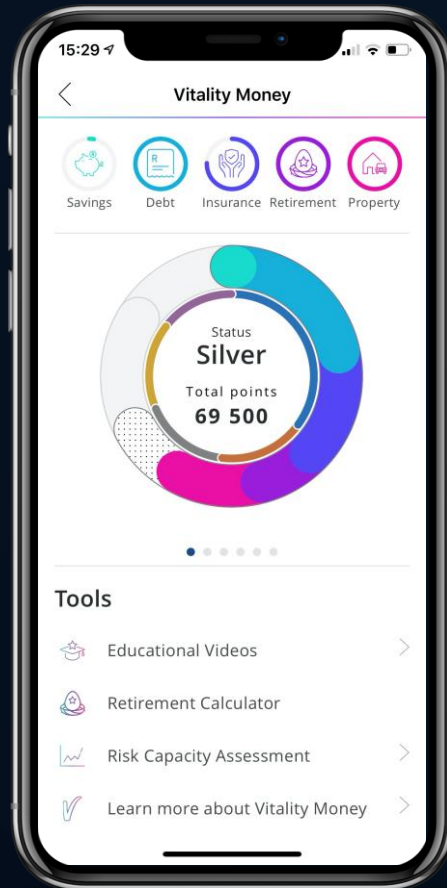 15:29
Vitality Money
R
Savings
Debt
Insurance
Retirement
Property
Status
Silver
Total points
69 500
Tools
Educational Videos
Retirement Calculator
Risk Capacity Assessment
Learn more about Vitality Money